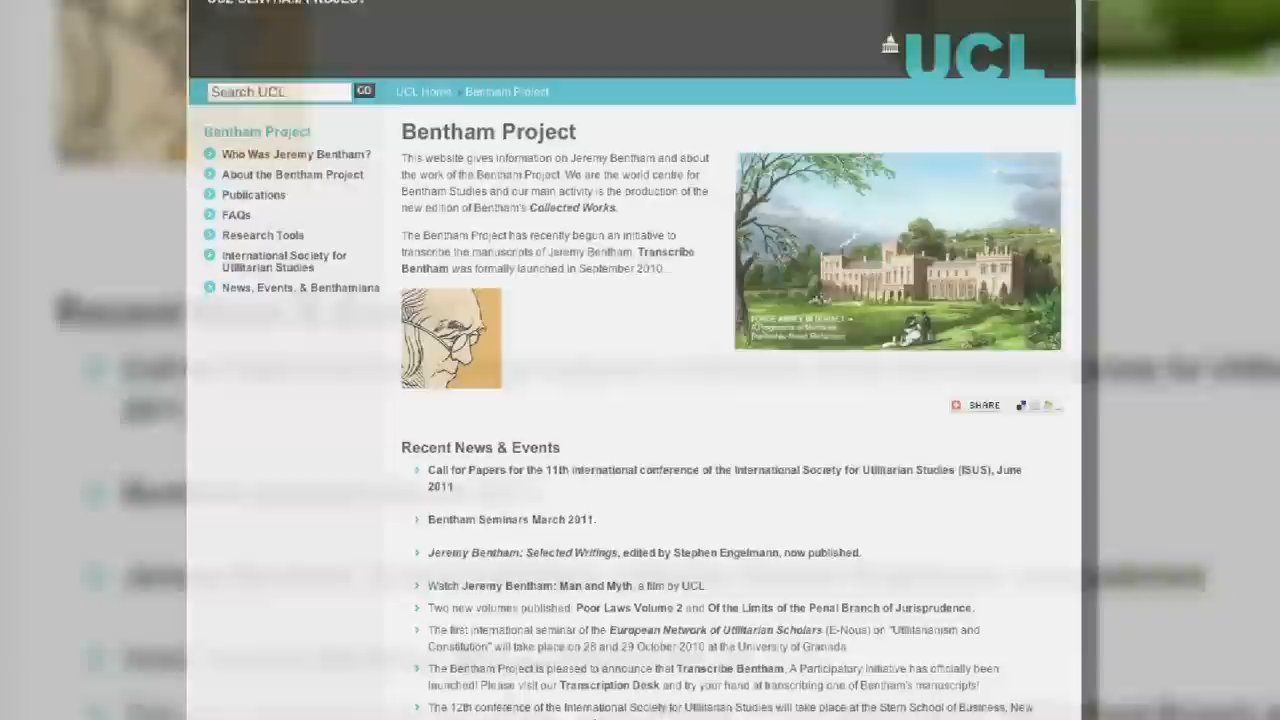 UCL BENTHAM PROJECT
UCL
Search UCL
GO
UCL Home » Bentham Project
Bentham Project
Who Was Jeremy Bentham?
About the Bentham Project
Publications
FAQs
Research Tools
International Society for
Utilitarian Studies
News, Events, & Benthamiana
Bentham Project
This website gives information on Jeremy Bentham and about
the work of the Bentham Project. We are the world centre for
Bentham Studies and our main activity is the production of the
new edition of Bentham's Collected Works.
The Bentham Project has recently begun an initiative to
transcribe the manuscripts of Jeremy Bentham. Transcribe
Bentham was formally launched in September 2010.
SHARE
Recent News & Events
Call for Papers for the 11th international conference of the International Society for Utilitarian Studies (ISUS), June
2011
Bentham Seminars March 2011.
Jeremy Bentham: Selected Writings, edited by Stephen Engelmann, now published.
Watch Jeremy Bentham: Man and Myth, a film by UCL.
Two new volumes published: Poor Laws Volume 2 and Of the Limits of the Penal Branch of Jurisprudence.
The first international seminar of the European Network of Utilitarian Scholars (E-Nous) on "Utilitarianism and
Constitution" will take place on 28 and 29 October 2010 at the University of Granada
The Bentham Project is pleased to announce that Transcribe Bentham, A Participatory Initiative has officially been
launched! Please visit our Transcription Desk and try your hand at transcribing one of Bentham's manuscripts!
The 12th conference of the International Society for Utilitarian Studies will take place at the Stern School of Business, New